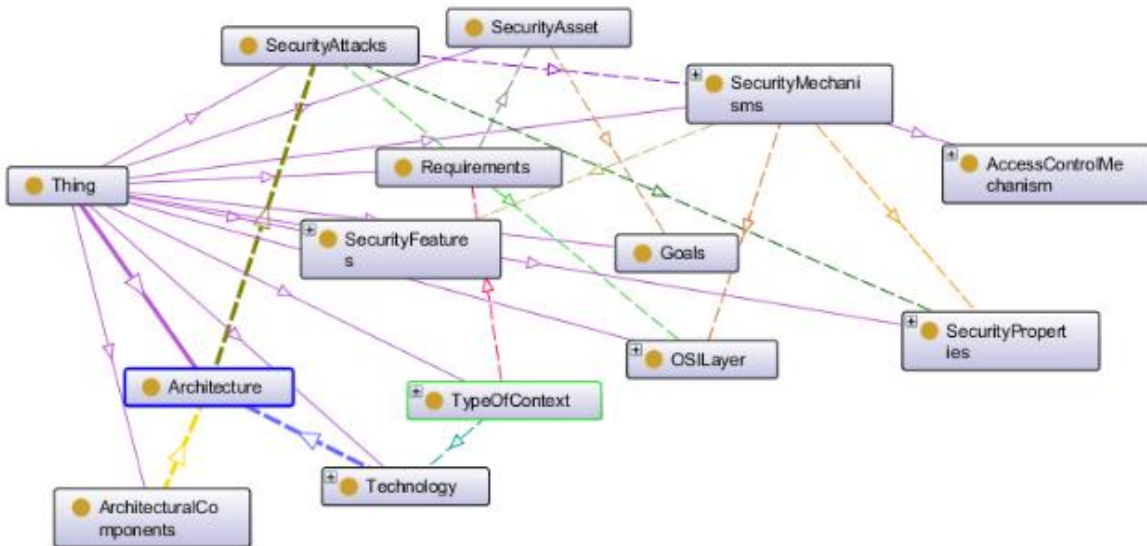 SecurityAttacks
SecurityAsset
SecurityMechani
sms
Requirements
AccessControlMe
chanism
Thing
SecurityFeature
s
Goals
SecurityPropert
ies
OSILayer
Architecture
TypeOfContext
Technology
ArchitecturalCo
mponents